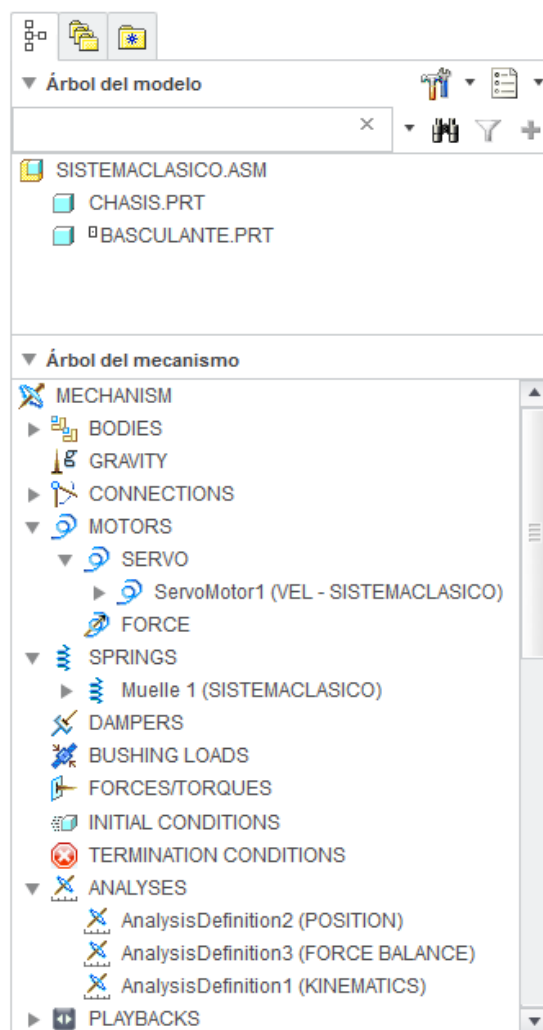 Árbol del modelo
SISTEMACLASICO.ASM
CHASIS.PRT
BASCULANTE.PRT
Árbol del mecanismo
MECHANISM
BODIES
GRAVITY
CONNECTIONS
MOTORS
SERVO
ServoMotor1 (VEL - SISTEMACLASICO)
FORCE
SPRINGS
Muelle 1 (SISTEMACLASICO)
DAMPERS
BUSHING LOADS
FORCES/TORQUES
INITIAL CONDITIONS
TERMINATION CONDITIONS
ANALYSES
AnalysisDefinition2 (POSITION)
AnalysisDefinition3 (FORCE BALANCE)
AnalysisDefinition1 (KINEMATICS)
PLAYBACKS